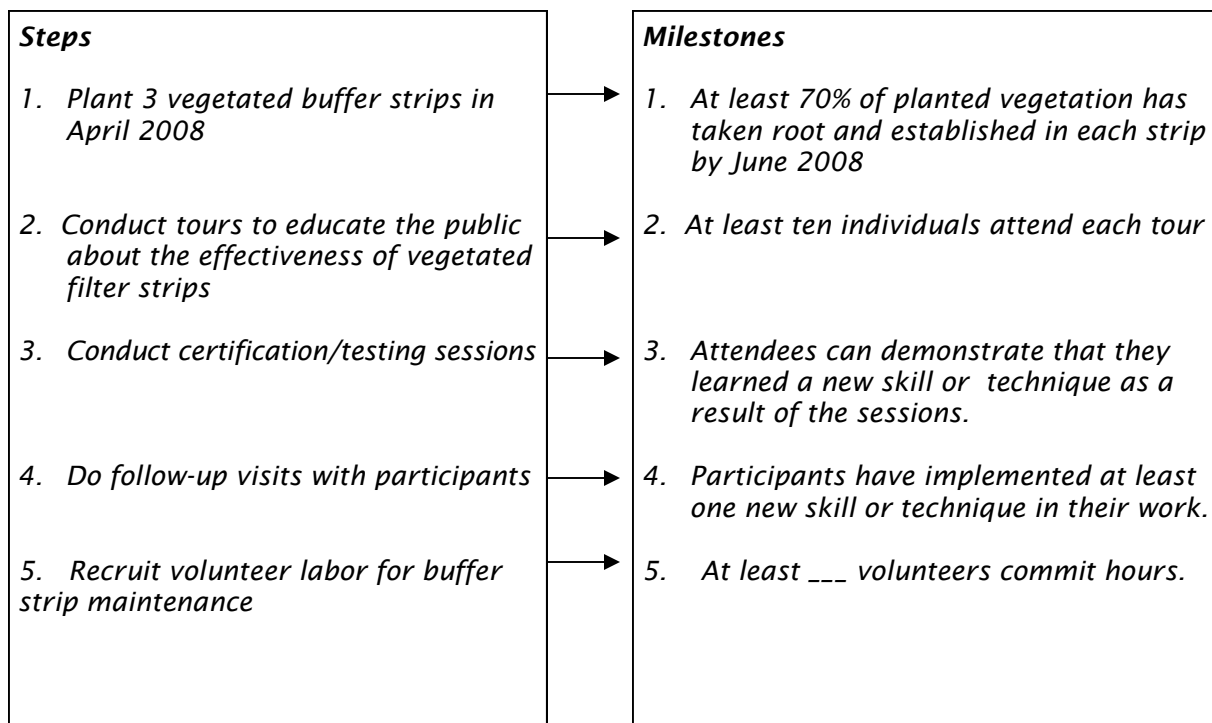 Steps
1. Plant 3 vegetated buffer strips in
April 2008
2. Conduct tours to educate the public
about the effectiveness of vegetated
filter strips
3. Conduct certification/testing sessions
4. Do follow-up visits with participants
5. Recruit volunteer labor for buffer
strip maintenance
Milestones
1. At least 70% of planted vegetation has
taken root and established in each strip
by June 2008
2. At least ten individuals attend each tour
3. Attendees can demonstrate that they
learned a new skill or technique as a
result of the sessions.
4. Participants have implemented at least
one new skill or technique in their work.
5. At least ___ volunteers commit hours.